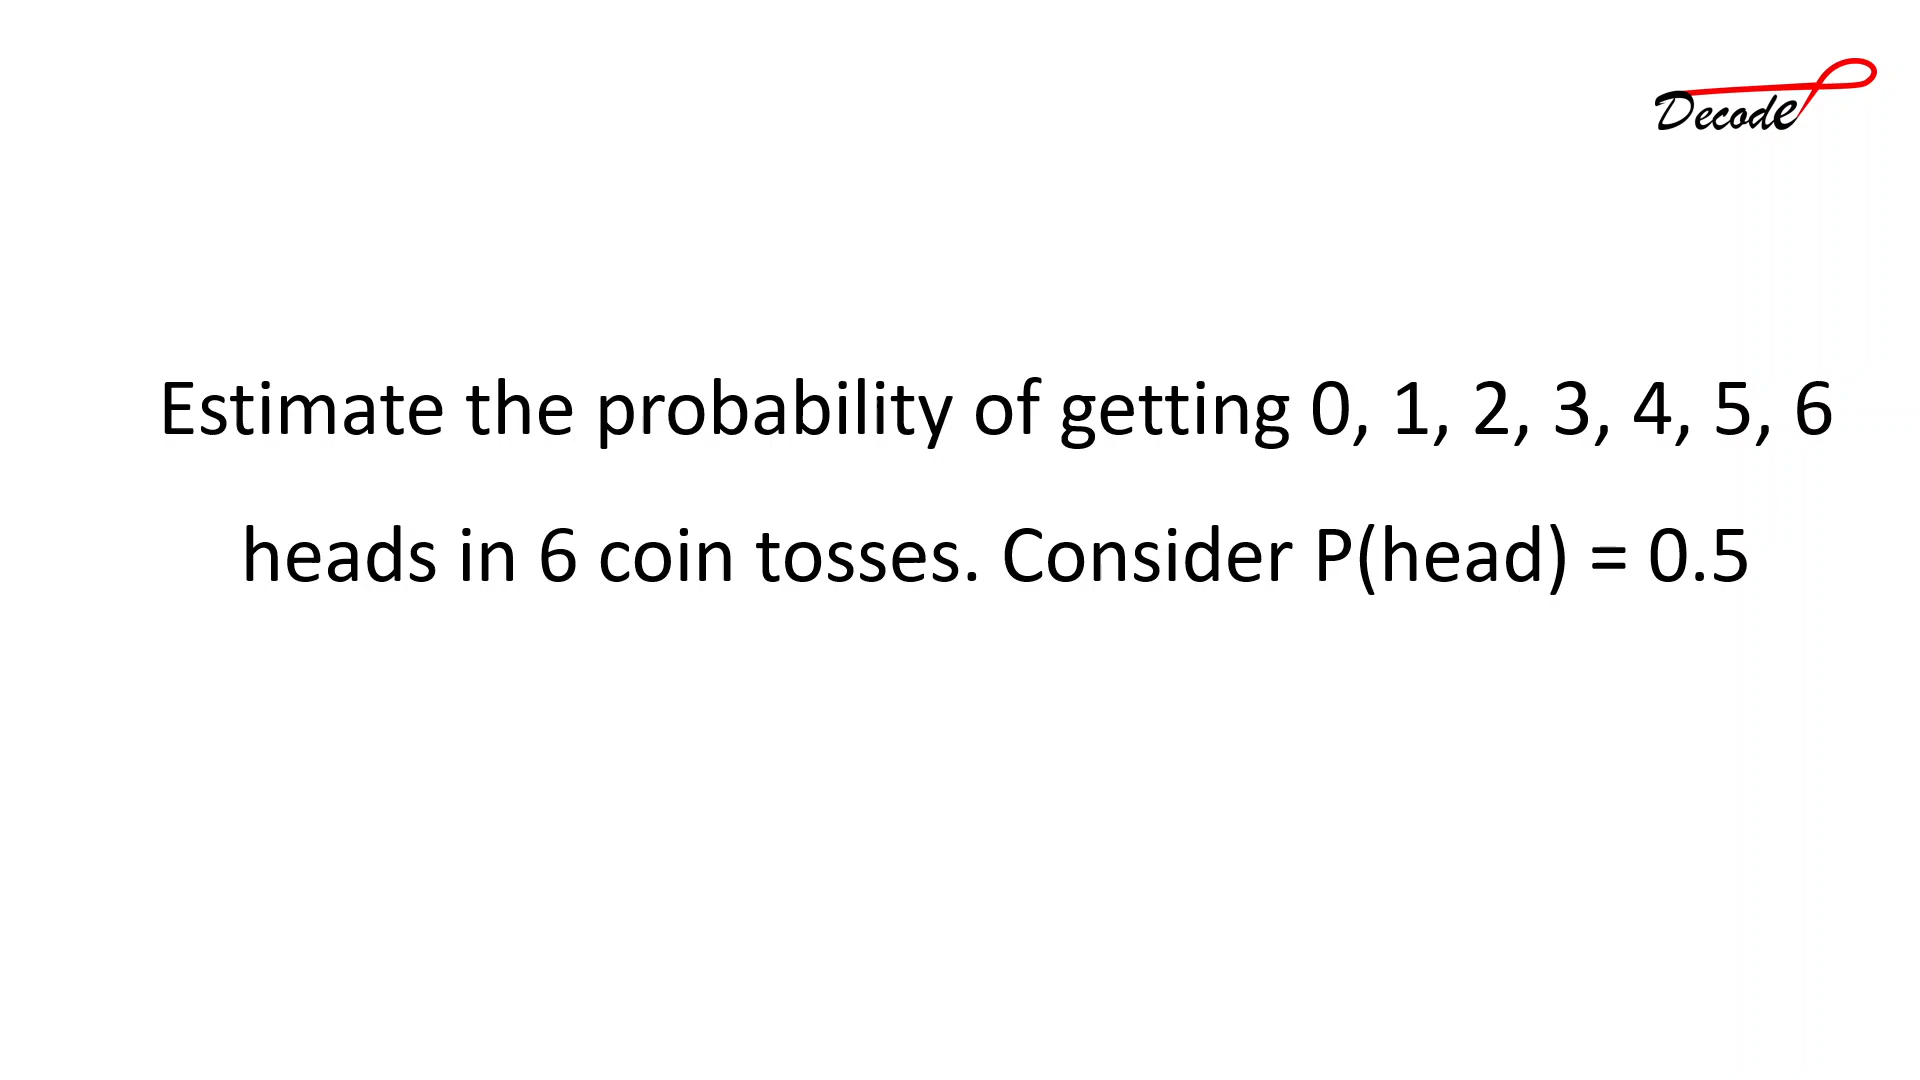 Decode
Estimate the probability of getting 0, 1, 2, 3, 4, 5, 6
heads in 6 coin tosses. Consider P(head) = 0.5